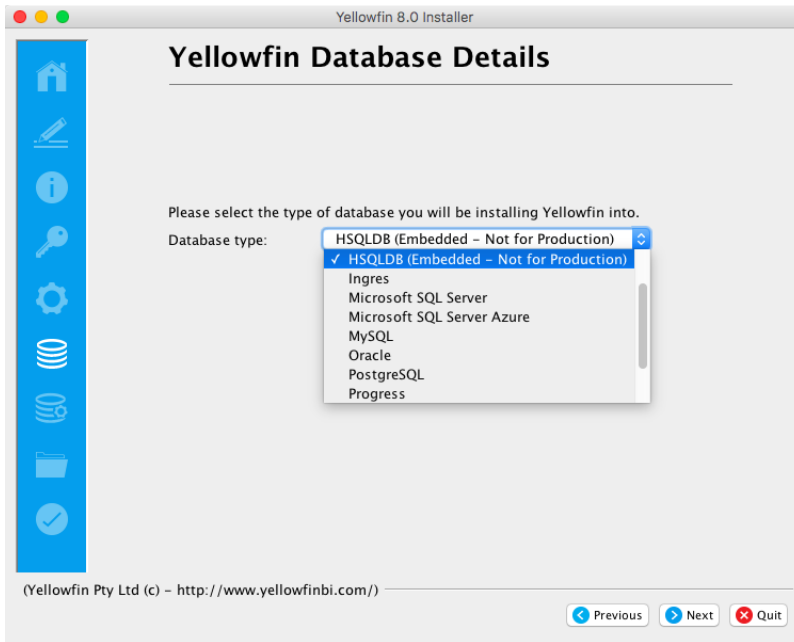 Yellowfin 8.0 Installer
Yellowfin Database Details
Please select the type of database you will be installing Yellowfin into.
Database type:
HSQLDB (Embedded – Not for Production)
✓ HSQLDB (Embedded – Not for Production)
Ingres
Microsoft SQL Server
Microsoft SQL Server Azure
MySQL
Oracle
PostgreSQL
Progress
(Yellowfin Pty Ltd (c) – http://www.yellowfinbi.com/)
Previous
Next
Quit